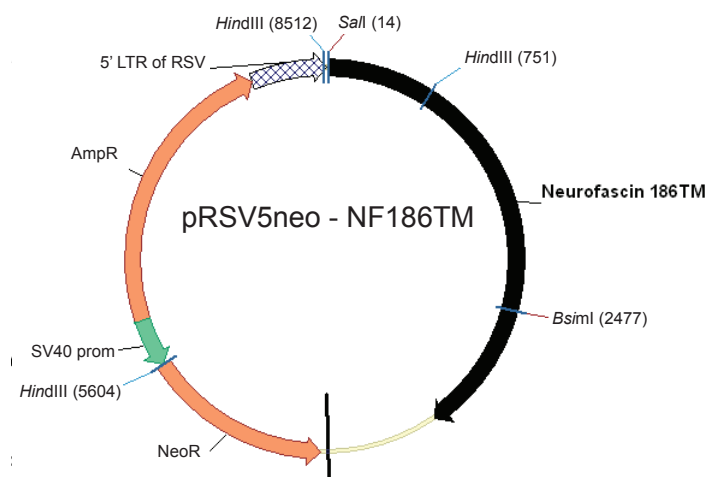 HindIII (8512)
SalI (14)
5' LTR of RSV
HindIII (751)
AmpR
Neurofascin 186TM
pRSV5neo - NF186TM
BsimI (2477)
SV40 prom
HindIII (5604)
NeoR